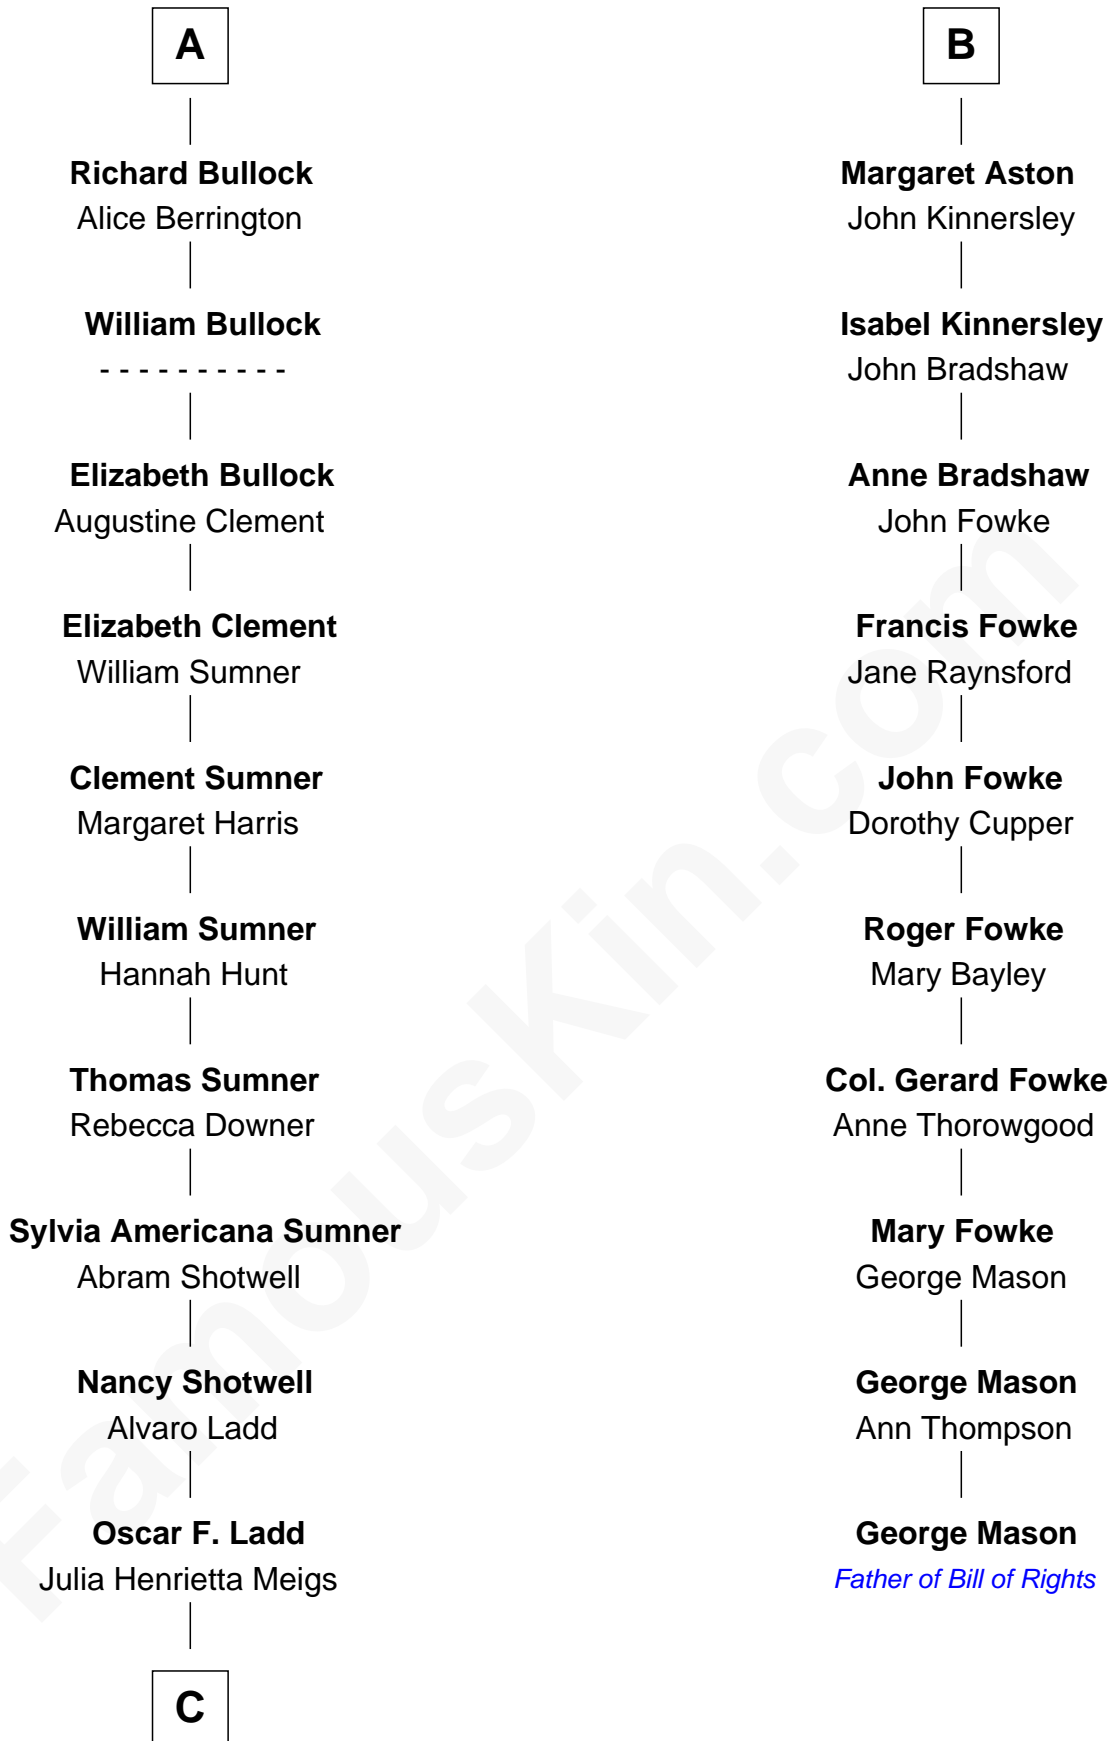 A
Richard Bullock
Alice Berrington
William Bullock
- - - - - - - - - -
Elizabeth Bullock
Augustine Clement
Elizabeth Clement
William Sumner
Clement Sumner
Margaret Harris
William Sumner
Hannah Hunt
Thomas Sumner
Rebecca Downer
Sylvia Americana Sumner
Abram Shotwell
Nancy Shotwell
Alvaro Ladd
Oscar F. Ladd
Julia Henrietta Meigs
C
B
Margaret Aston
John Kinnersley
Isabel Kinnersley
John Bradshaw
Anne Bradshaw
John Fowke
Francis Fowke
Jane Raynsford
John Fowke
Dorothy Cupper
Roger Fowke
Mary Bayley
Col. Gerard Fowke
Anne Thorowgood
Mary Fowke
George Mason
George Mason
Ann Thompson
George Mason
Father of Bill of Rights
FamousKin.com